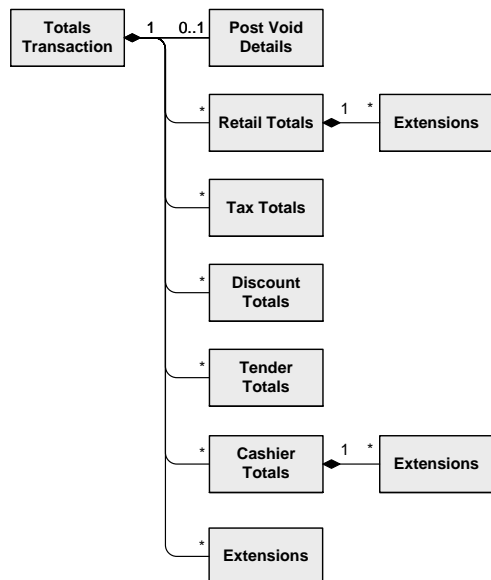 Totals
Transaction
1
0..1
Post Void
Details
*
Retail Totals
1
*
Extensions
*
Tax Totals
*
Discount
Totals
*
Tender
Totals
*
Cashier
Totals
1
*
Extensions
*
Extensions